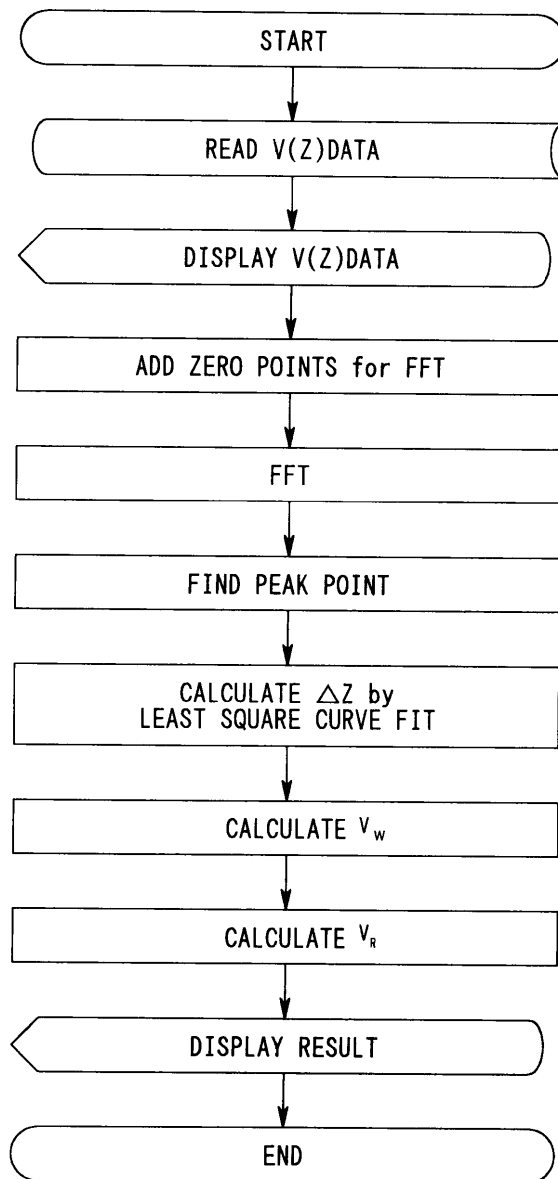 START
READ V(Z)DATA
DISPLAY V(Z)DATA
ADD ZERO POINTS for FFT
FFT
FIND PEAK POINT
CALCULATE △Z by
LEAST SQUARE CURVE FIT
CALCULATE VW
CALCULATE VR
DISPLAY RESULT
END